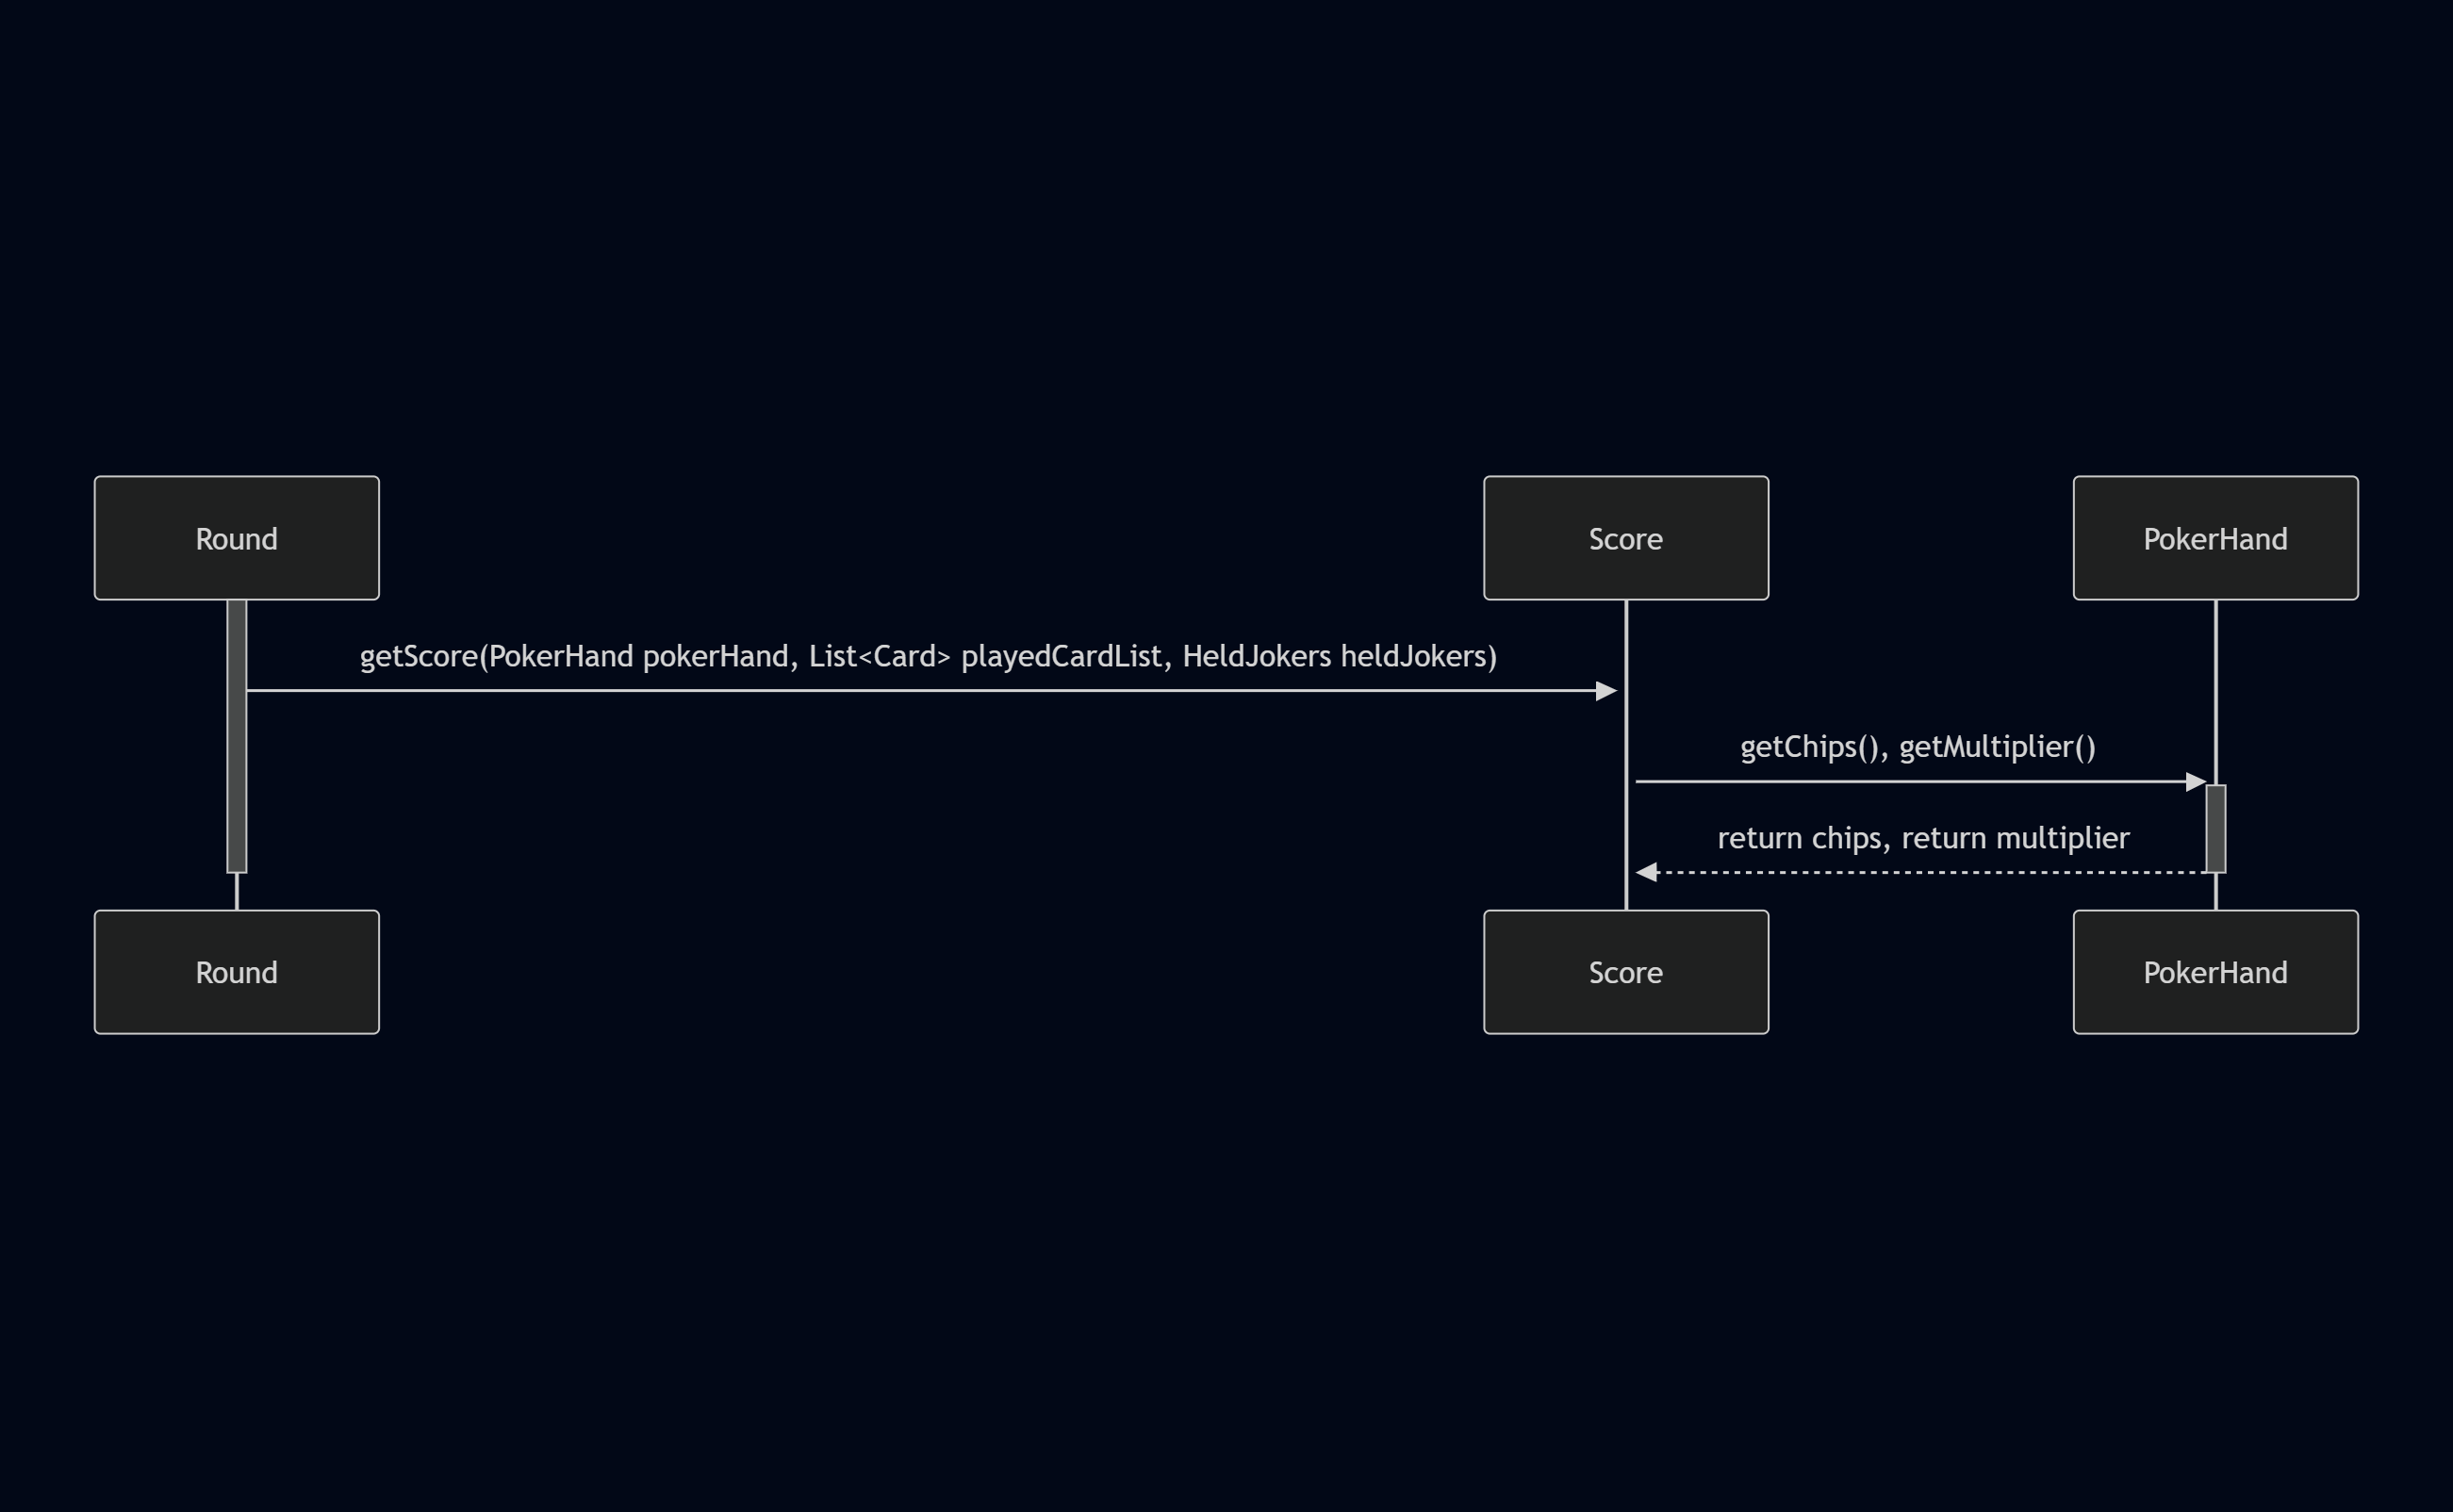 Round
Score
PokerHand
getScore(PokerHand pokerHand, List<Card> playedCardList, HeldJokers heldJokers)
getChips(), getMultiplier()
return chips, return multiplier
Round
Score
PokerHand